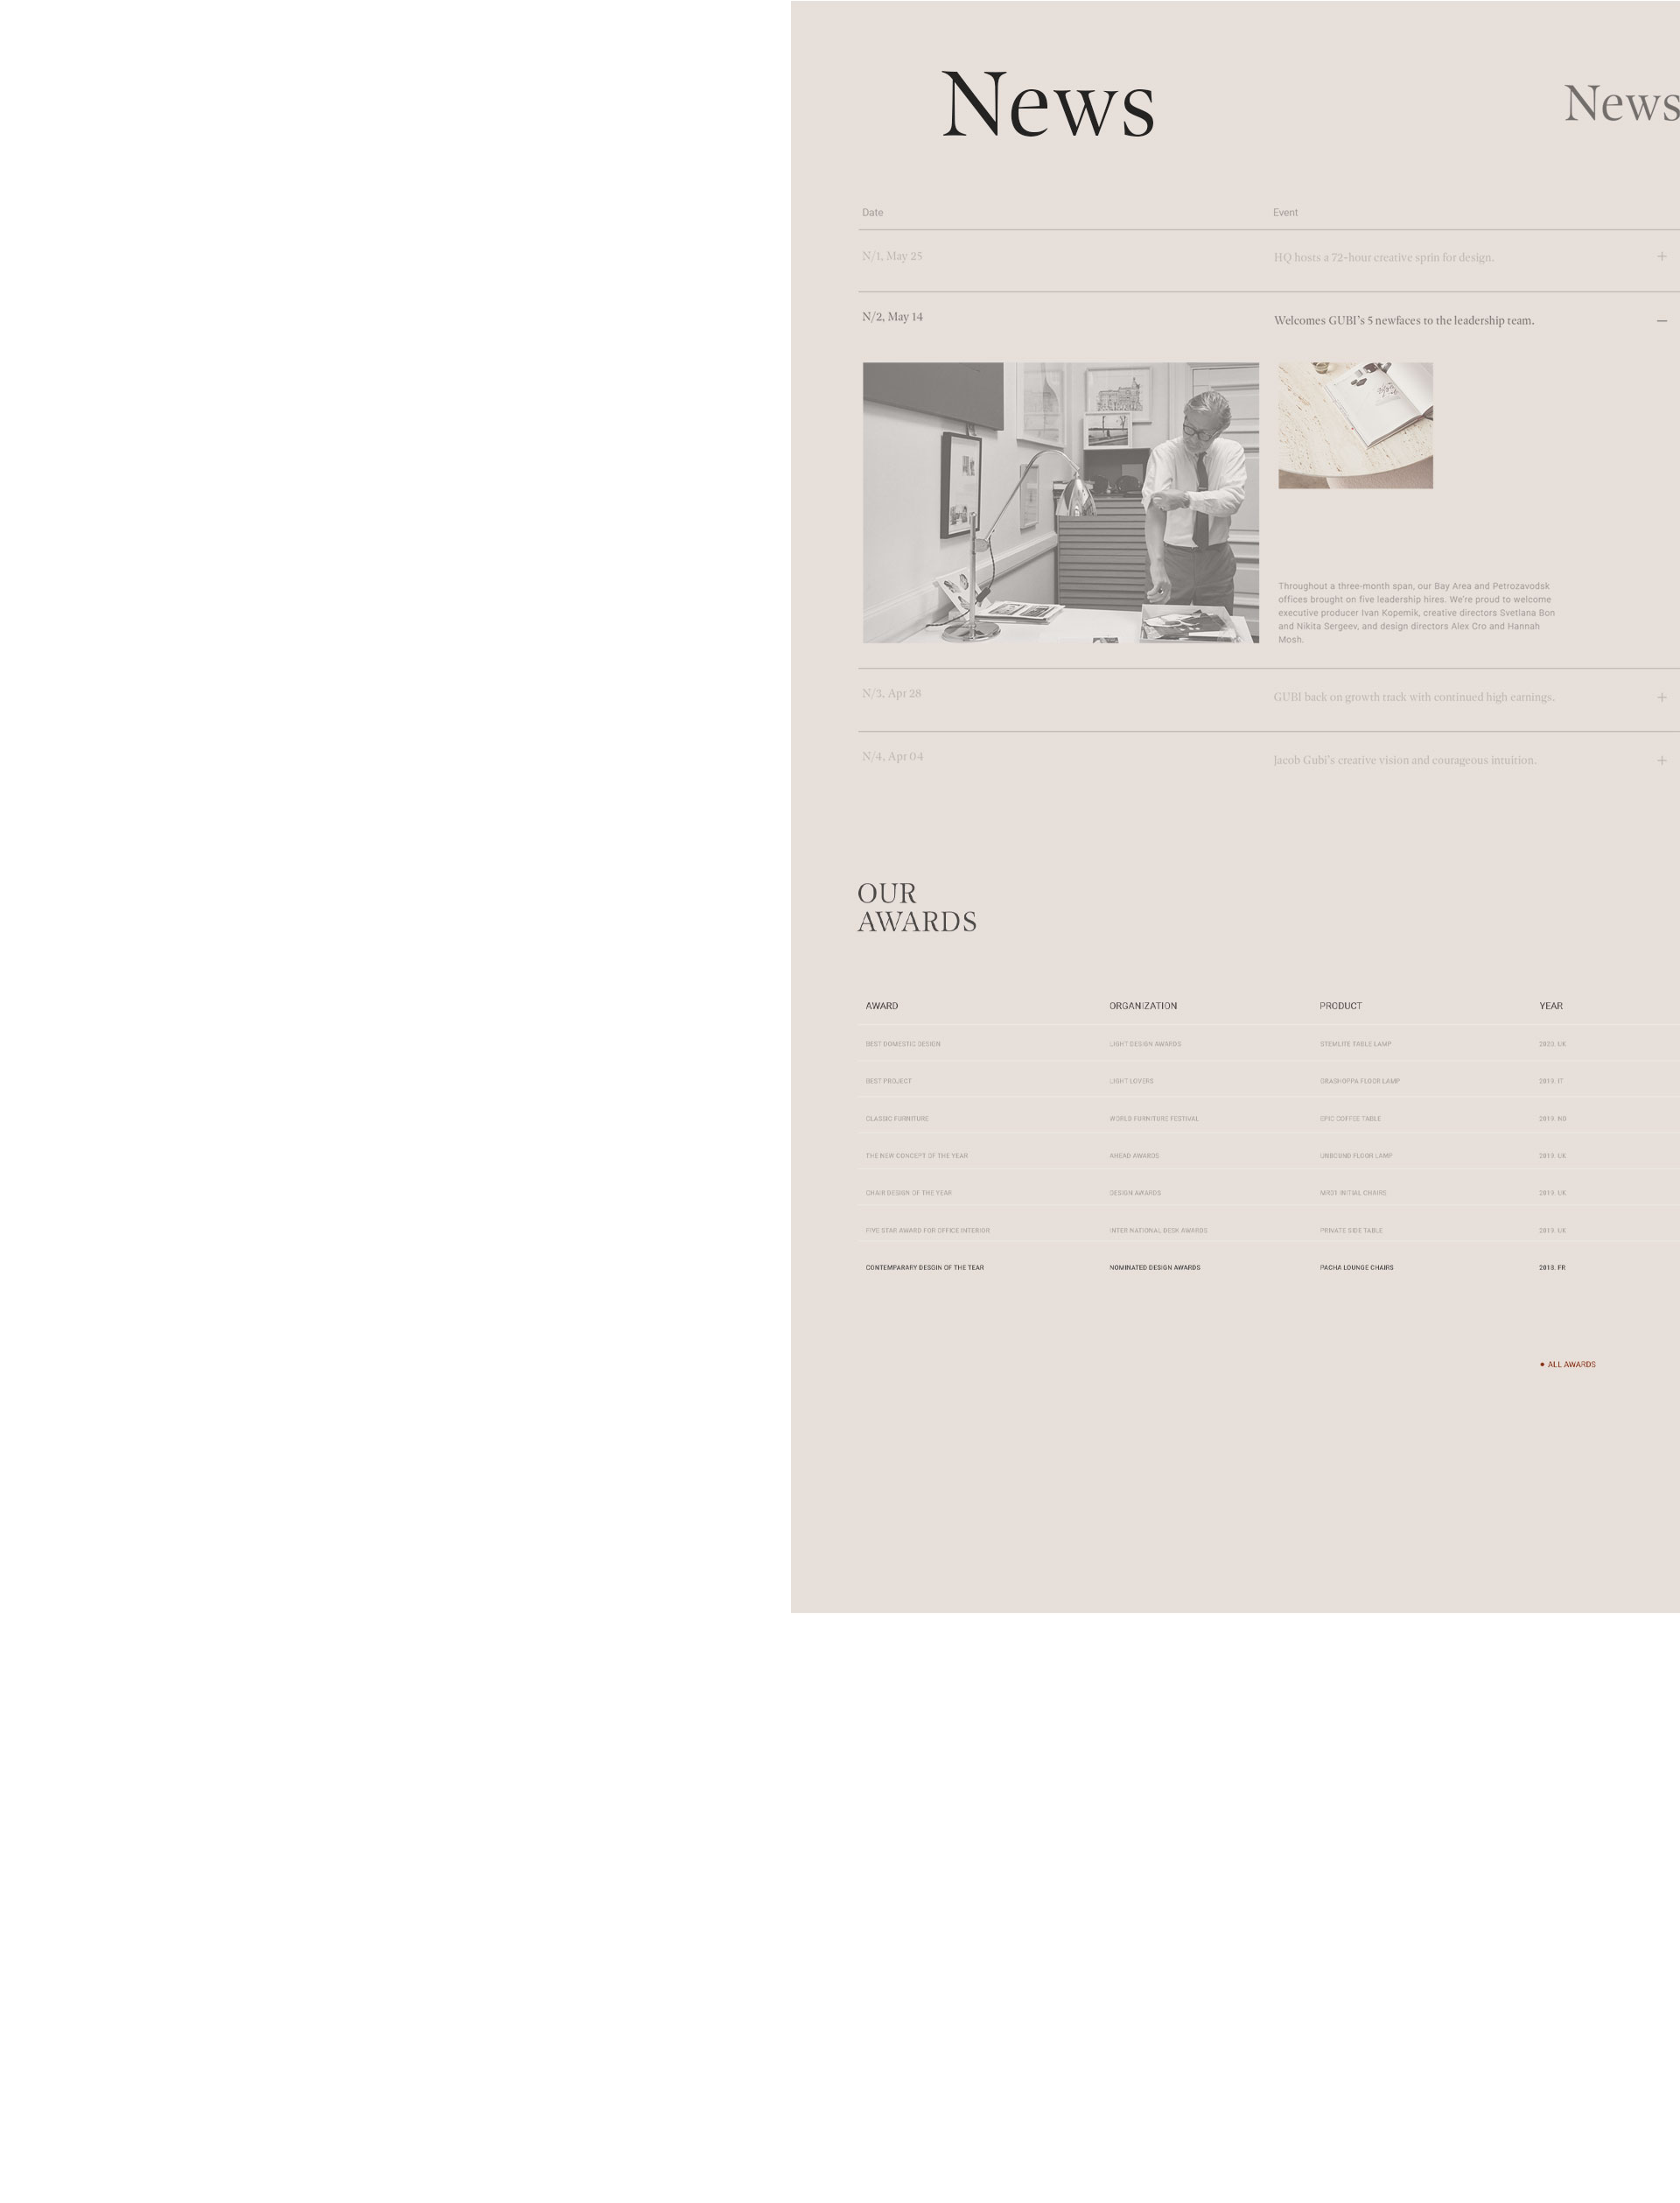 News
News
Date Event
N/1, May 25 HQ hosts a 72-hour creative sprin for design. +
N/2, May 14 Welcomes GUBI's 5 newfaces to the leadership team. –
Throughout a three-month span, our Bay Area and Petrozavodsk
offices brought on five leadership hires. We're proud to welcome
executive producer Ivan Kopernik, creative directors Svetlana Bon
and Nikita Sergeev, and design directors Alex Cro and Hannah
Mosh.
N/3, Apr 28 GUBI back on growth track with continued high earnings. +
N/4, Apr 04 Jacob Gubi's creative vision and courageous intuition. +
OUR
AWARDS
AWARD ORGANIZATION PRODUCT YEAR
BEST DOMESTIC DESIGN LIGHT DESIGN AWARDS STEMLITE TABLE LAMP 2020. UK
BEST PROJECT LIGHT LOVERS GRASHOPPA FLOOR LAMP 2019. IT
CLASSIC FURNITURE WORLD FURNITURE FESTIVAL EPIC COFFEE TABLE 2019.
THE NEW CONCEPT OF THE YEAR AHEAD AWARDS UNBOUND FLOOR LAMP 2019. UK
CHAIR DESIGN OF THE YEAR DESIGN AWARDS INITIAL CHAIRS 2019. UK
FIVE STAR AWARD FOR OFFICE INTERIOR INTER NATIONAL DESK AWARDS PRIVATE SIDE TABLE 2019. UK
CONTEMPARARY DESGIN OF THE TEAR NOMINATED DESIGN AWARDS PACHA LOUNGE CHAIRS 2018. FR
• ALL AWARDS